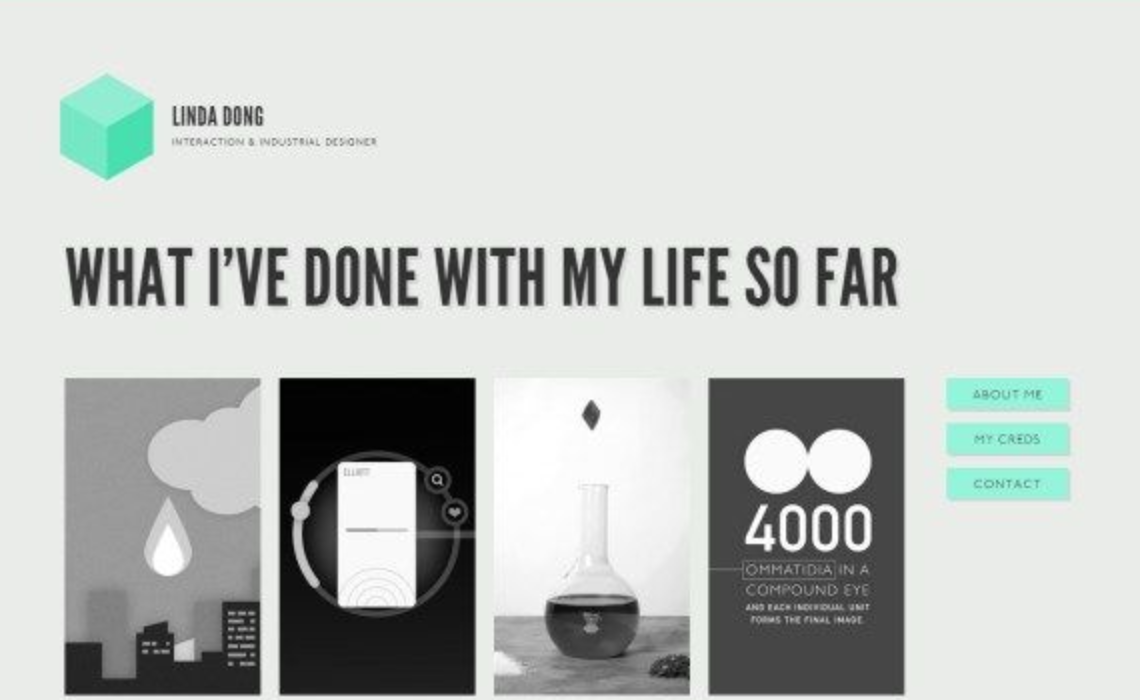 LINDA DONG
INTERACTION & INDUSTRIAL DESIGNER
WHAT I'VE DONE WITH MY LIFE SO FAR
ELLIOTT
4000
OMMATIDIA IN A
COMPOUND EYE
AND EACH INDIVIDUAL UNIT
FORMS THE FINAL IMAGE.
ABOUT ME
MY CREDS
CONTACT